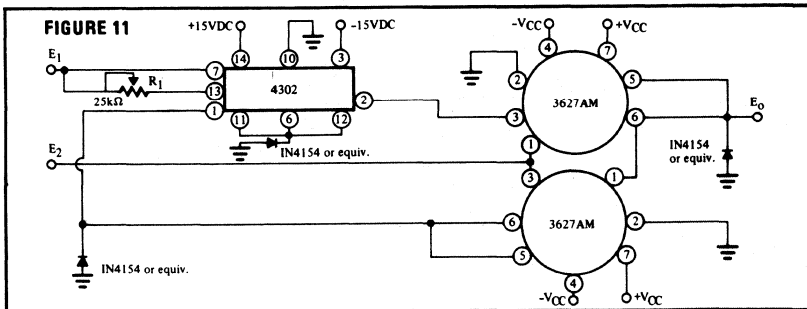 FIGURE 11
+15VDC
-15VDC
-VCC
+VCC
14
10
3
4
7
E1
7
R1
2
5
13
4302
25kΩ
2
3627AM
Eo
1
3
6
11
6
12
IN4154 or equiv.
1
IN4154
or equiv.
E2
3
1
6
3627AM
2
5
7
IN4154 or equiv.
4
-VCC
+VCC